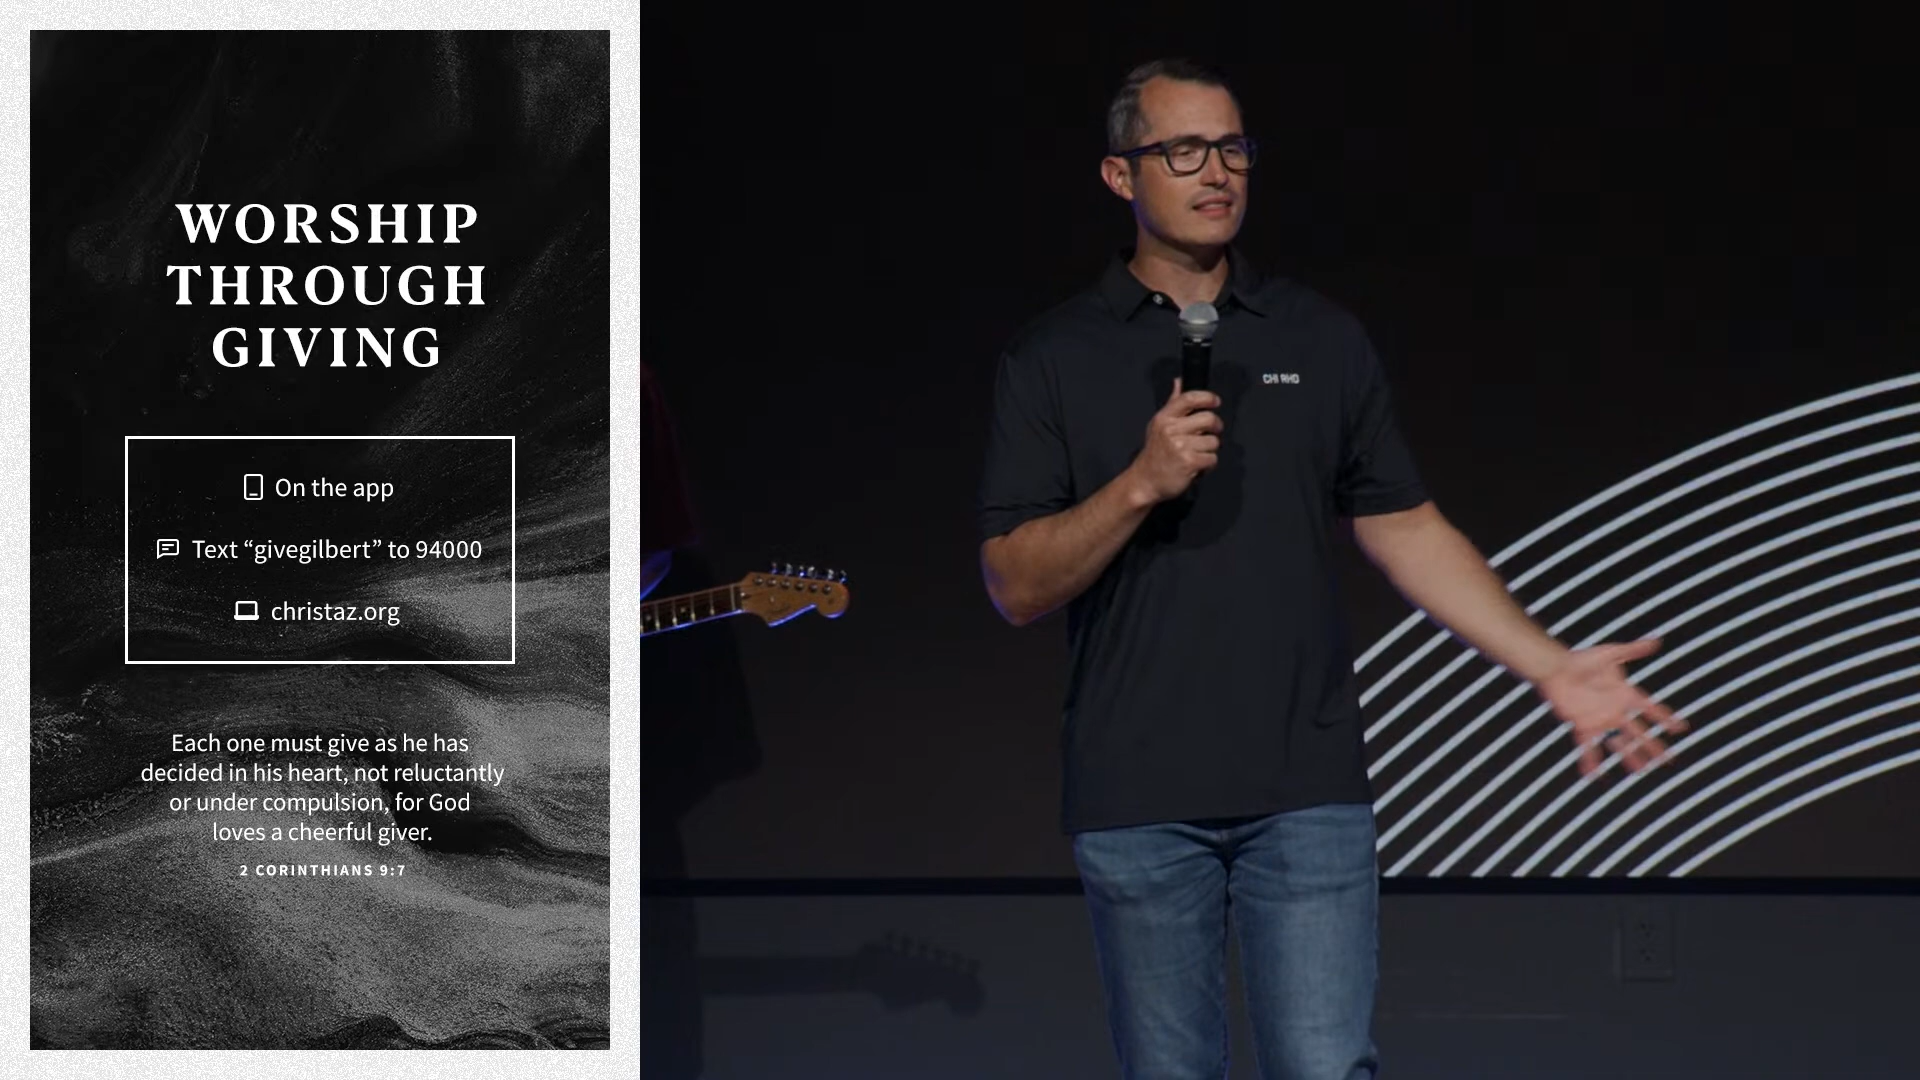 WORSHIP
THROUGH
GIVING
On the app
Text “givegilbert” to 94000
christaz.org
Each one must give as he has
decided in his heart, not reluctantly
or under compulsion, for God
loves a cheerful giver.
2 CORINTHIANS 9:7
CHI RHO